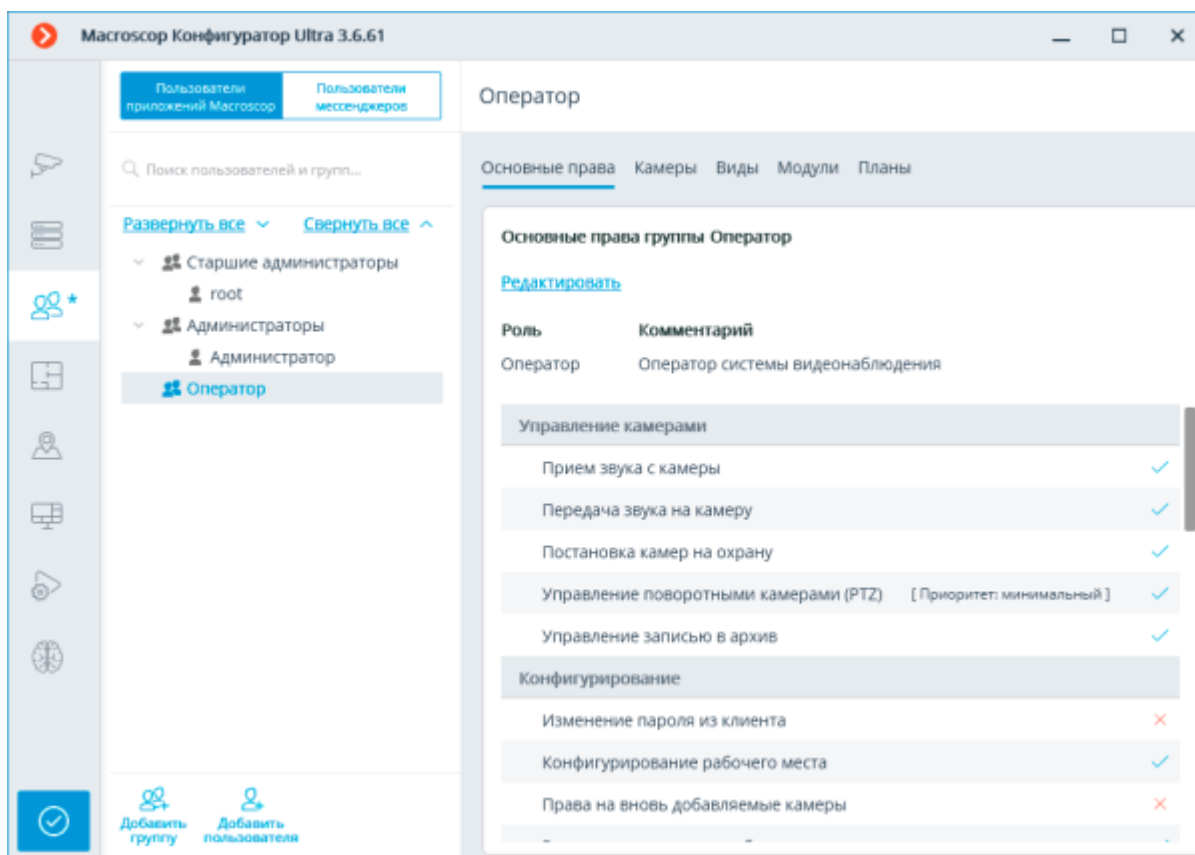 Macroscop Конфигуратор Ultra 3.6.61
Пользователи приложений Macroscop
Пользователи мессенджеров
Поиск пользователей и групп...
Развернуть все
Свернуть все
Старшие администраторы
root
Администраторы
Администратор
Оператор
Добавить группу
Добавить пользователя
Оператор
Основные права Камеры Виды Модули Планы
Основные права группы Оператор
Редактировать
Роль Комментарий
Оператор Оператор системы видеонаблюдения
Управление камерами
Прием звука с камеры
Передача звука на камеру
Постановка камер на охрану
Управление поворотными камерами (PTZ) [ Приоритет: минимальный ]
Управление записью в архив
Конфигурирование
Изменение пароля из клиента
Конфигурирование рабочего места
Права на вновь добавляемые камеры